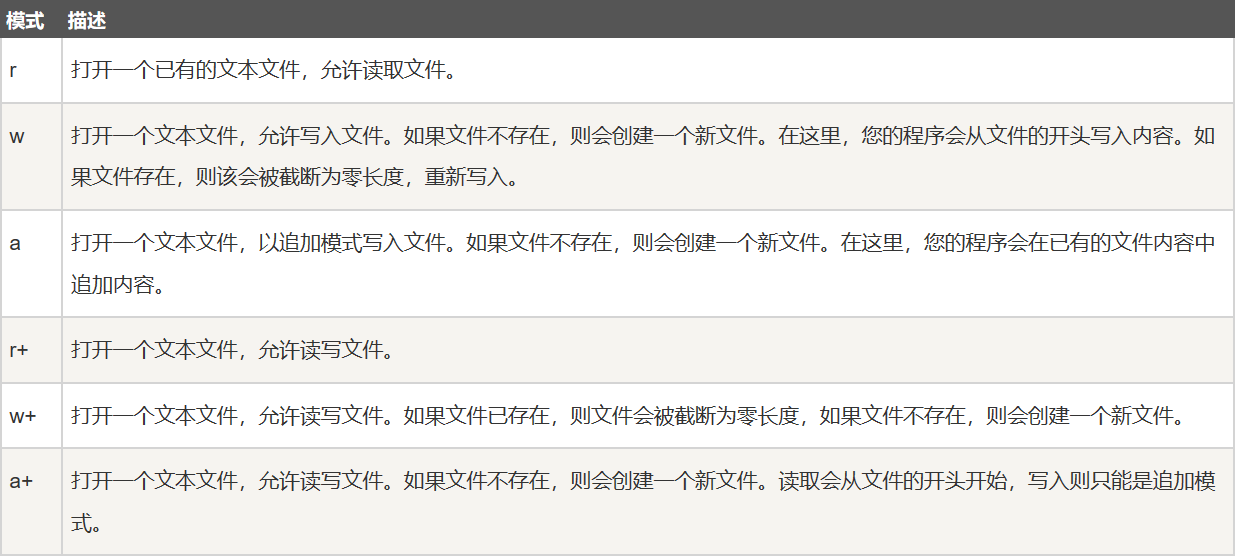 模式 描述
r 打开一个已有的文本文件，允许读取文件。
w 打开一个文本文件，允许写入文件。如果文件不存在，则会创建一个新文件。在这里，您的程序会从文件的开头写入内容。如
果文件存在，则该会被截断为零长度，重新写入。
a 打开一个文本文件，以追加模式写入文件。如果文件不存在，则会创建一个新文件。在这里，您的程序会在已有的文件内容中
追加内容。
r+ 打开一个文本文件，允许读写文件。
w+ 打开一个文本文件，允许读写文件。如果文件已存在，则文件会被截断为零长度，如果文件不存在，则会创建一个新文件。
a+ 打开一个文本文件，允许读写文件。如果文件不存在，则会创建一个新文件。读取会从文件的开头开始，写入则只能是追加模
式。